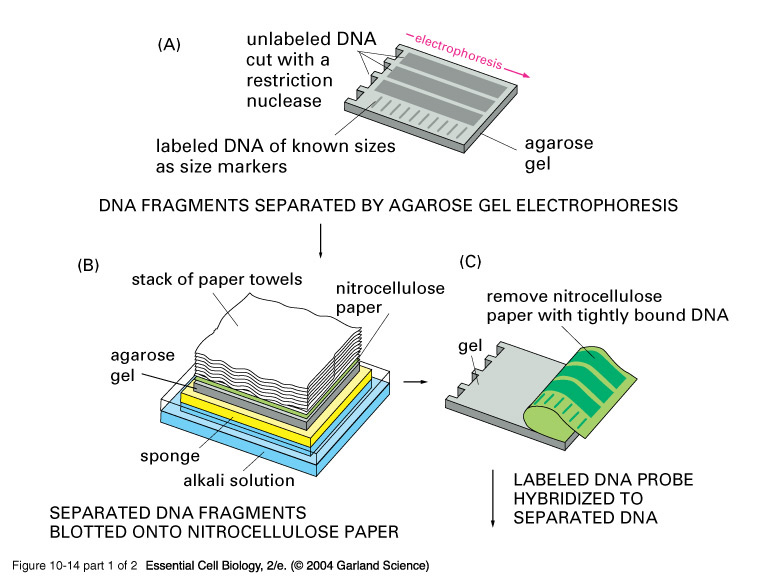 (A)
unlabeled DNA
cut with a
restriction
nuclease
electrophoresis
labeled DNA of known sizes
as size markers
agarose
gel
DNA FRAGMENTS SEPARATED BY AGAROSE GEL ELECTROPHORESIS
(B)
stack of paper towels
nitrocellulose
paper
agarose
gel
sponge
alkali solution
SEPARATED DNA FRAGMENTS
BLOTTED ONTO NITROCELLULOSE PAPER
(C)
remove nitrocellulose
paper with tightly bound DNA
gel
LABELED DNA PROBE
HYBRIDIZED TO
SEPARATED DNA
Figure 10-14 part 1 of 2 Essential Cell Biology, 2/e. (© 2004 Garland Science)